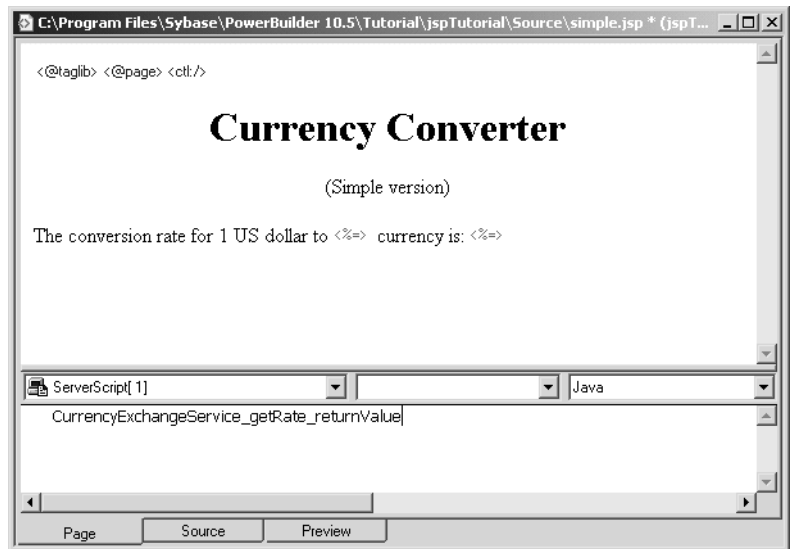 C:\Program Files\Sybase\PowerBuilder 10.5\Tutorial\jspTutorial\Source\simple.jsp * (jspT...
<@taglib> <@page> <ctl:/>
Currency Converter
(Simple version)
The conversion rate for 1 US dollar to <%=> currency is: <%=>
ServerScript[ 1]
Java
CurrencyExchangeService_getRate_returnValue
Page
Source
Preview